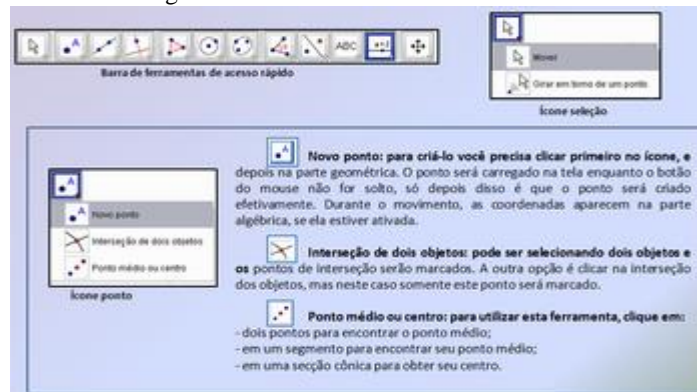 A
ABC
a=2
Barra de ferramentas de acesso rápido
Mover
Girar em torno de um ponto
Ícone seleção
A
Novo ponto
Interseção de dois objetos
Ponto médio ou centro
Ícone ponto
A
Novo ponto: para criá-lo você precisa clicar primeiro no ícone, e
depois na parte geométrica. O ponto será carregado na tela enquanto o botão
do mouse não for solto, só depois disso é que o ponto será criado
efetivamente. Durante o movimento, as coordenadas aparecem na parte
algébrica, se ela estiver ativada.
Interseção de dois objetos: pode ser selecionando dois objetos e
os pontos de interseção serão marcados. A outra opção é clicar na interseção
dos objetos, mas neste caso somente este ponto será marcado.
Ponto médio ou centro: para utilizar esta ferramenta, clique em:
- dois pontos para encontrar o ponto médio;
- em um segmento para encontrar seu ponto médio;
- em uma secção cônica para obter seu centro.